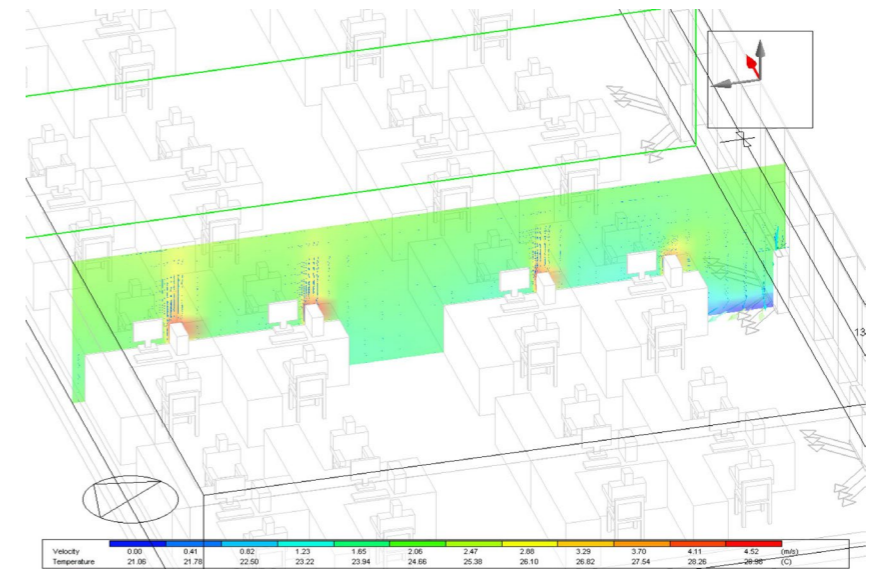 13
Velocity 0.00 0.41 0.82 1.23 1.65 2.06 2.47 2.88 3.29 3.70 4.11 4.52 (m/s)
Temperature 21.06 21.78 22.50 23.22 23.94 24.66 25.38 26.10 26.82 27.54 28.26 28.98 (C)